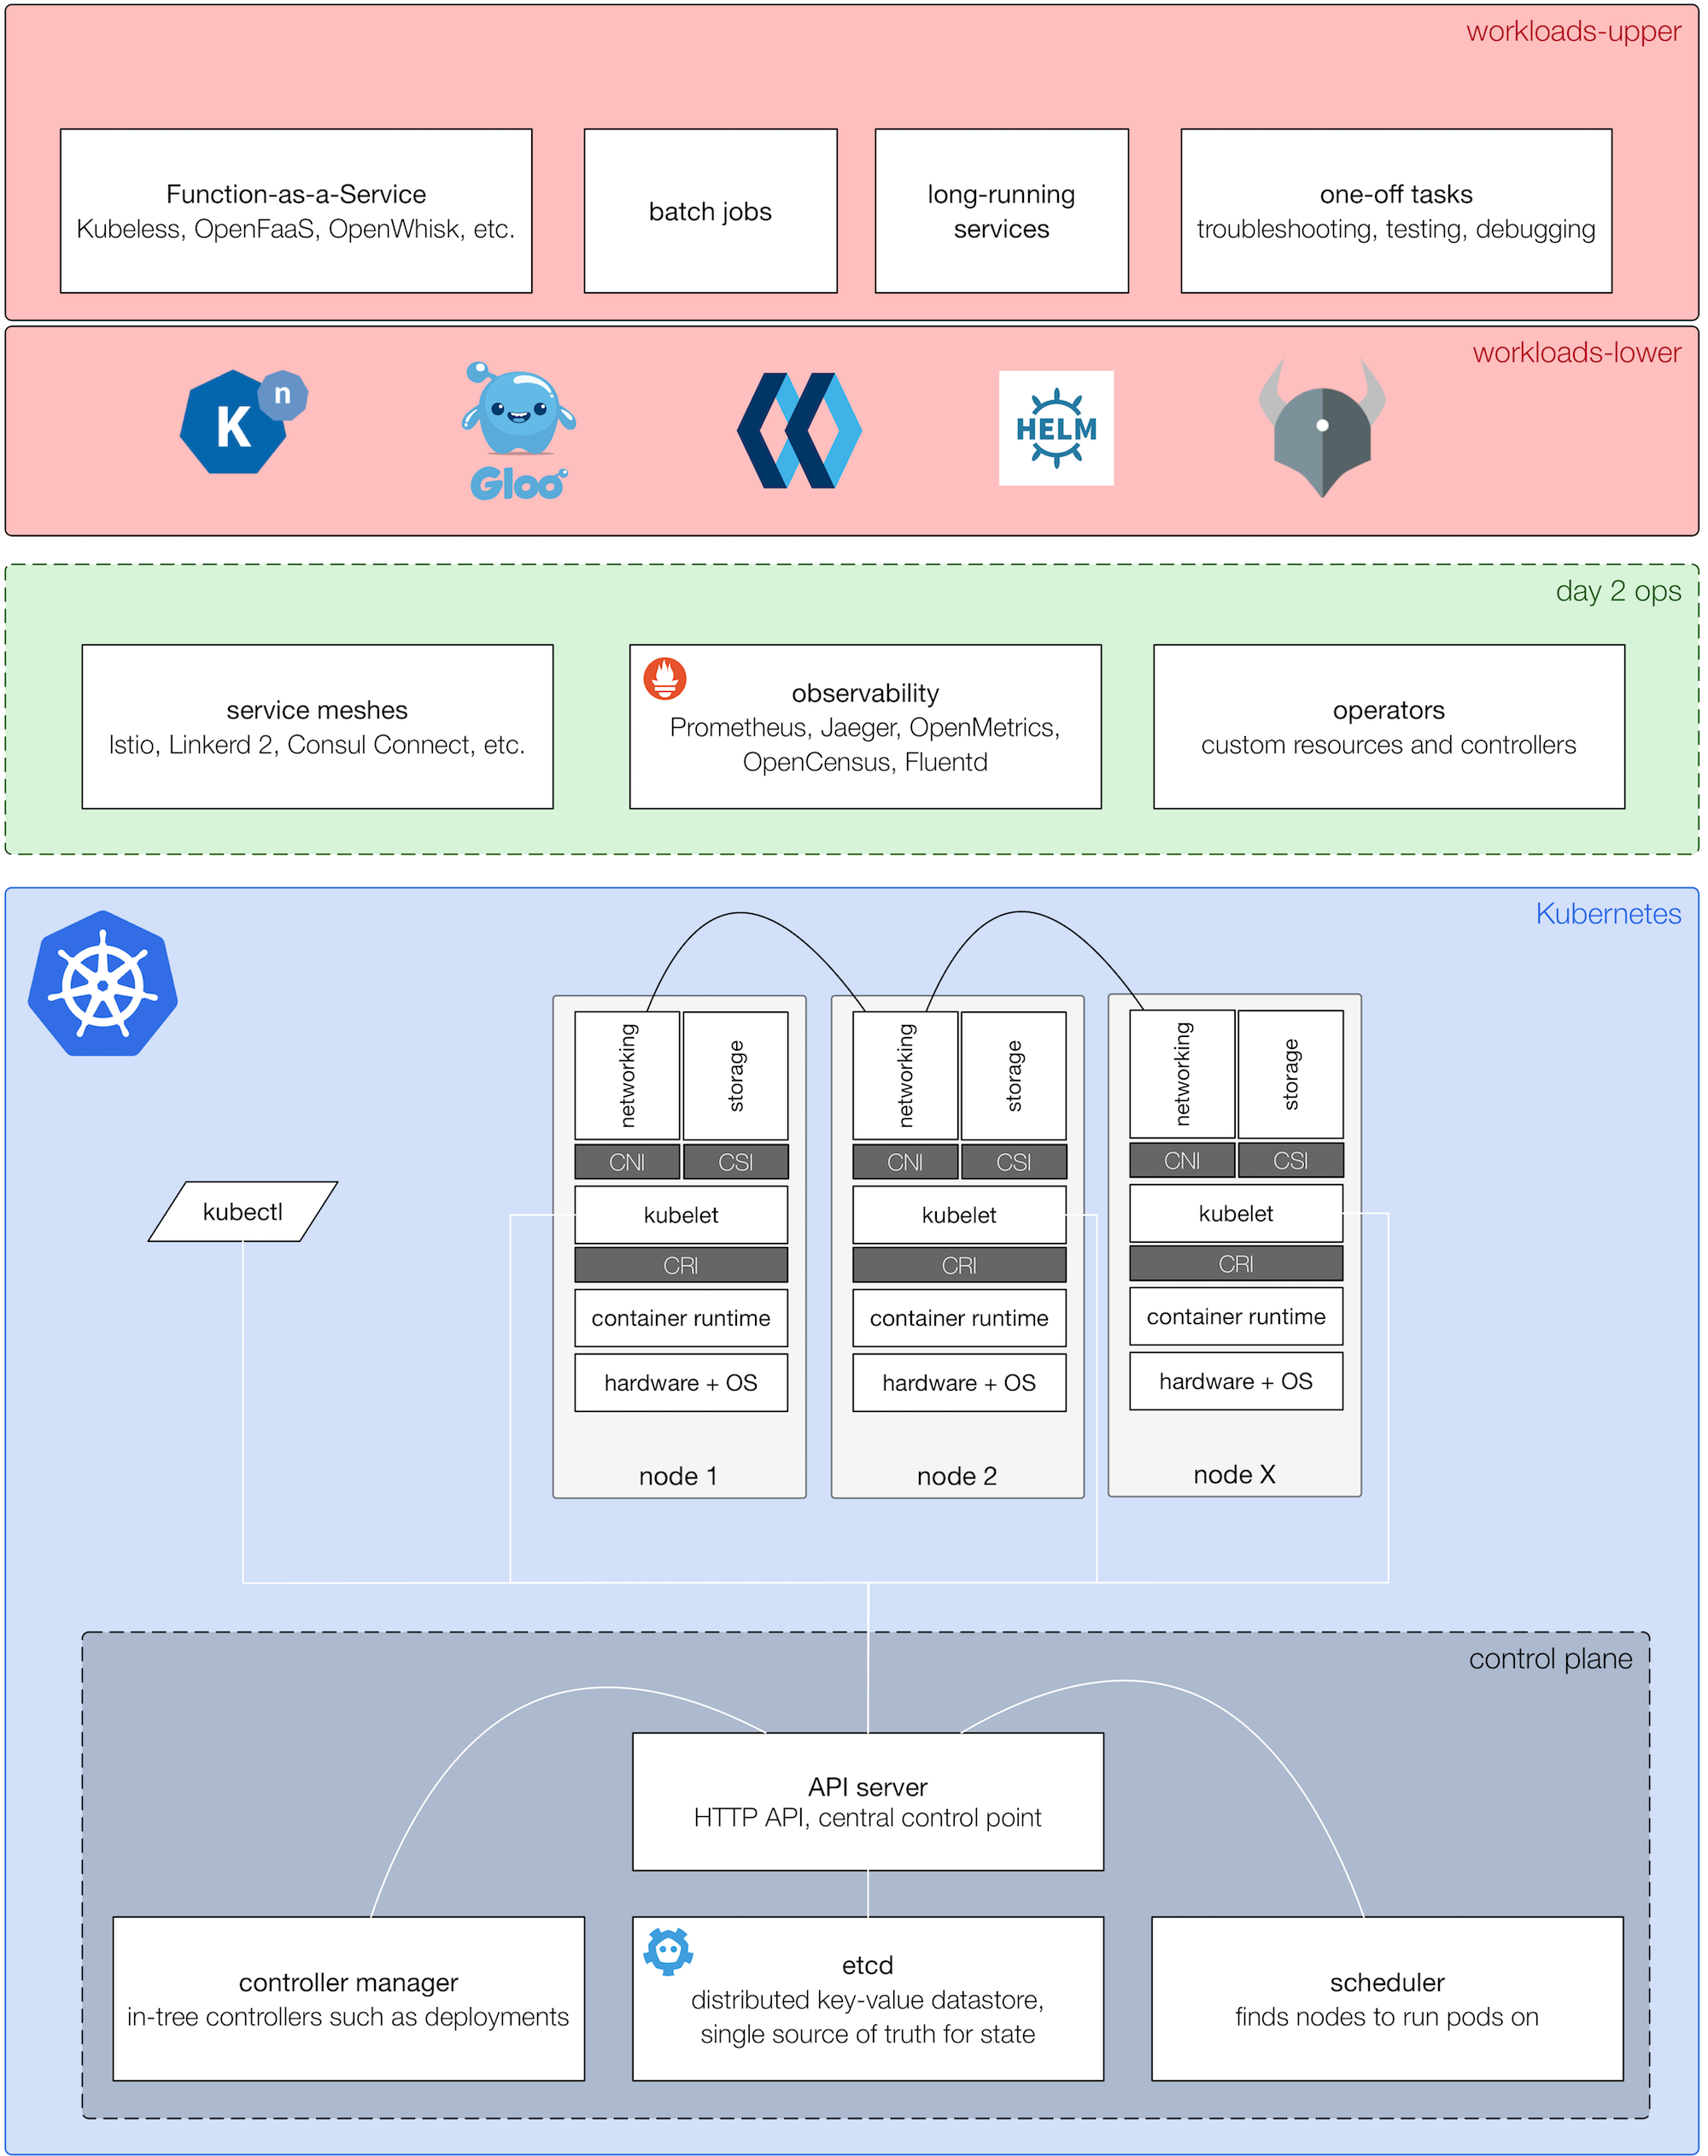 workloads-upper
Function-as-a-Service
Kubeless, OpenFaaS, OpenWhisk, etc.
batch jobs
long-running
services
one-off tasks
troubleshooting, testing, debugging
workloads-lower
K
n
Gloo
HELM
day 2 ops
service meshes
Istio, Linkerd 2, Consul Connect, etc.
observability
Prometheus, Jaeger, OpenMetrics,
OpenCensus, Fluentd
operators
custom resources and controllers
Kubernetes
kubectl
networking
storage
CNI
CSI
kubelet
CRI
container runtime
hardware + OS
node 1
networking
storage
CNI
CSI
kubelet
CRI
container runtime
hardware + OS
node 2
networking
storage
CNI
CSI
kubelet
CRI
container runtime
hardware + OS
node X
control plane
API server
HTTP API, central control point
controller manager
in-tree controllers such as deployments
etcd
distributed key-value datastore,
single source of truth for state
scheduler
finds nodes to run pods on